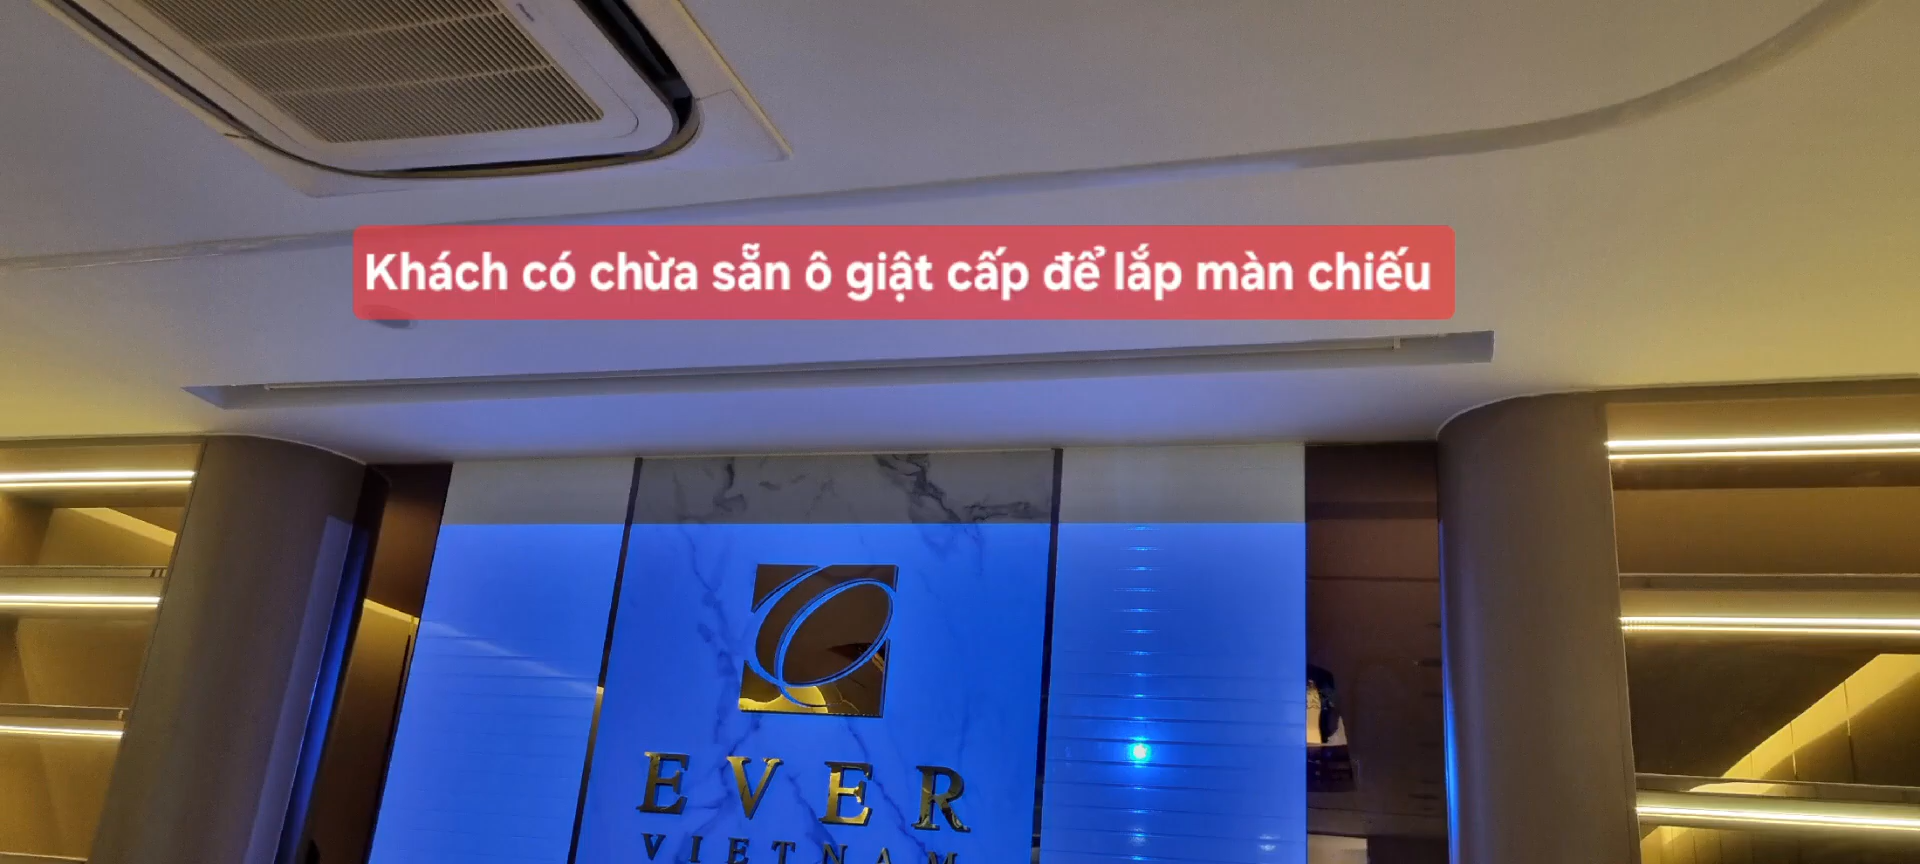 Khách có chừa sẵn ô giật cấp để lắp màn chiếu
EVER
VIETNAM